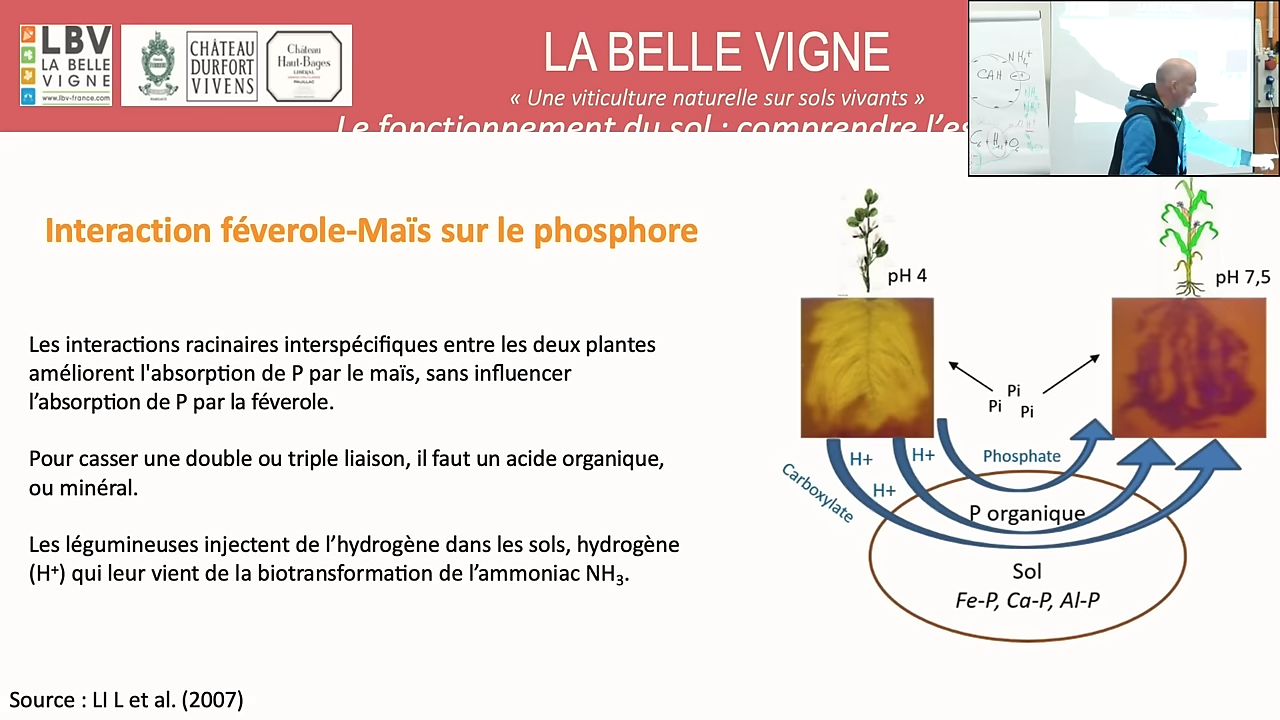 LBV
LA BELLE
VIGNE
www.lbv-france.com
CHÂTEAU
DURFORT
VIVENS
Château
Haut-Bages
LIBÉRAL
PAUILLAC
LA BELLE VIGNE
« Une viticulture naturelle sur sols vivants »
Le fonctionnement du sol : comprendre l'es
NH4+
CAH
Interaction féverole-Maïs sur le phosphore
pH 4
pH 7,5
Les interactions racinaires interspécifiques entre les deux plantes
améliorent l'absorption de P par le maïs, sans influencer
l’absorption de P par la féverole.
Pour casser une double ou triple liaison, il faut un acide organique,
ou minéral.
Les légumineuses injectent de l’hydrogène dans les sols, hydrogène
(H⁺) qui leur vient de la biotransformation de l’ammoniac NH₃.
Pi
Pi
Pi
Carboxylate
H+
H+
H+
Phosphate
P organique
Sol
Fe-P, Ca-P, Al-P
Source : LI L et al. (2007)